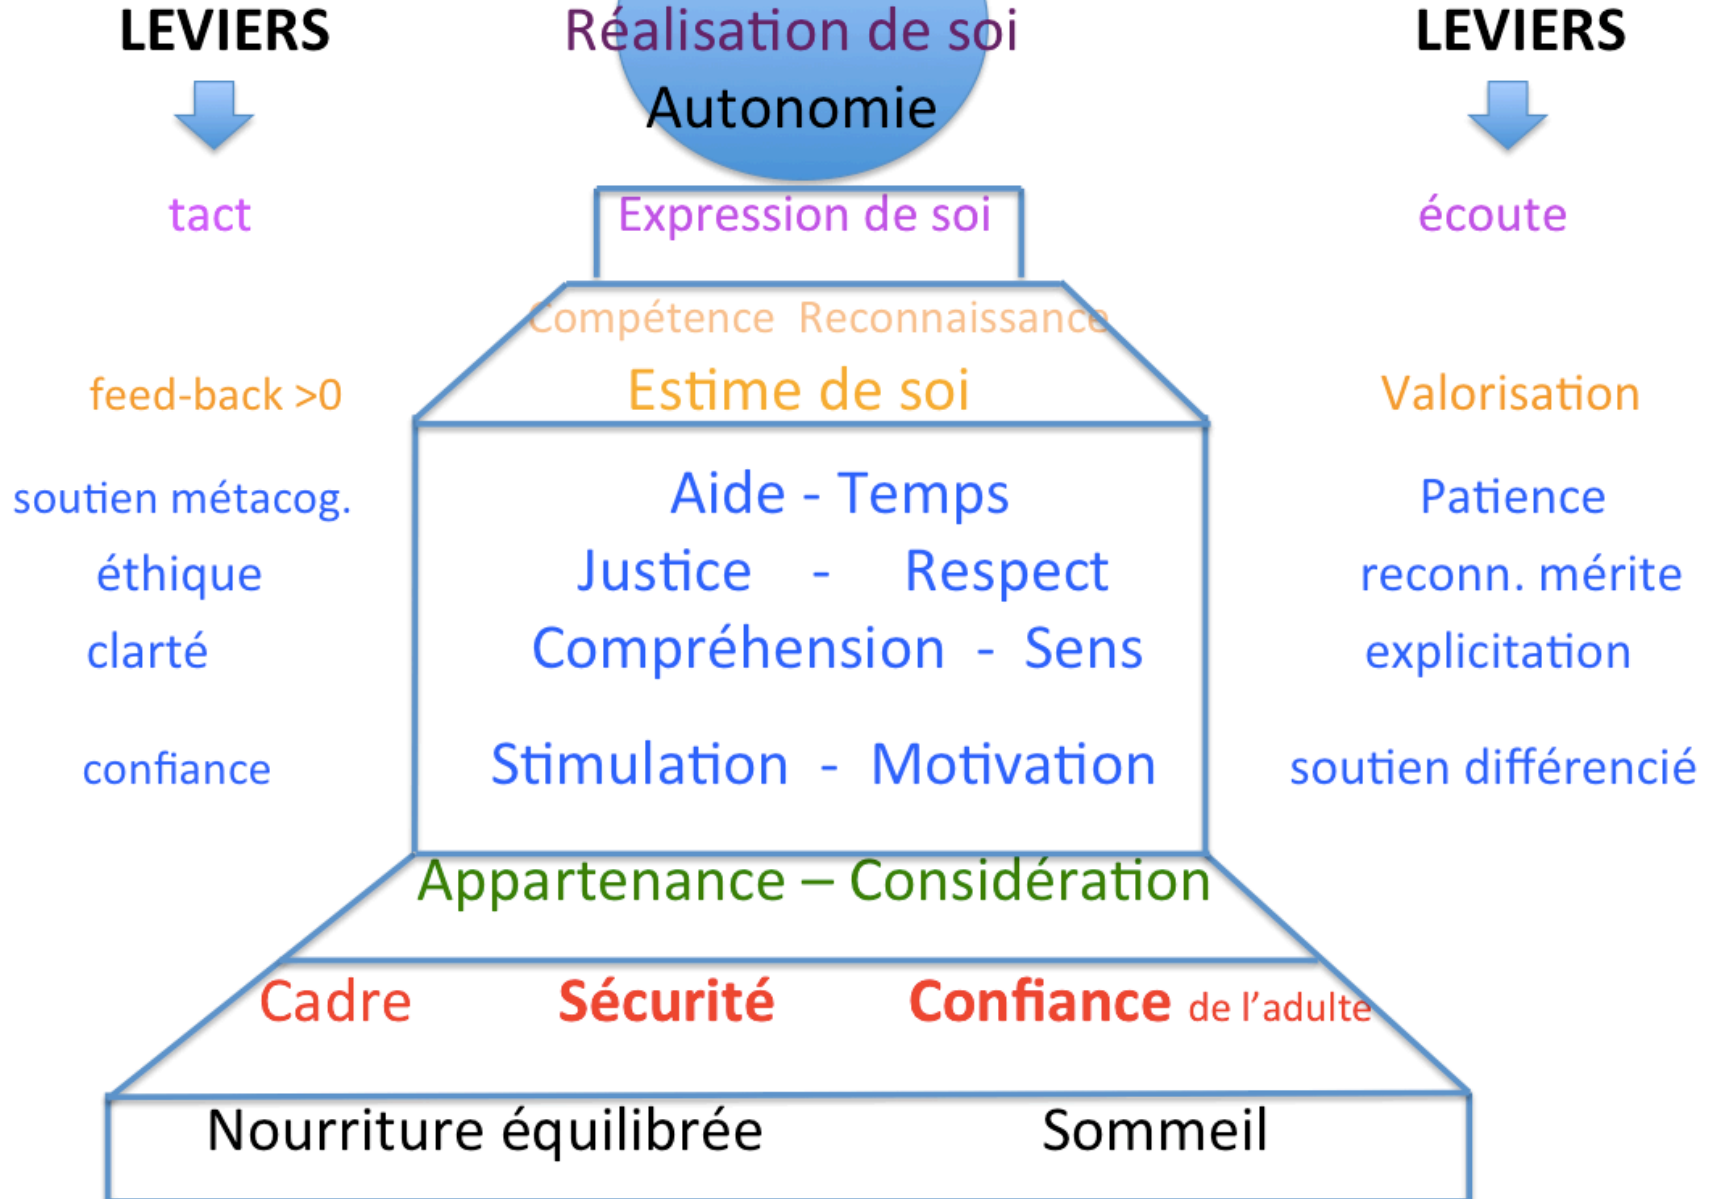 LEVIERS Réalisation de soi LEVIERS
Autonomie
tact Expression de soi écoute
Compétence Reconnaissance
feed-back >0 Estime de soi Valorisation
soutien métacog. Aide - Temps Patience
éthique Justice - Respect reconn. mérite
clarté Compréhension - Sens explicitation
confiance Stimulation - Motivation soutien différencié
Appartenance – Considération
Cadre Sécurité Confiance de l’adulte
Nourriture équilibrée Sommeil